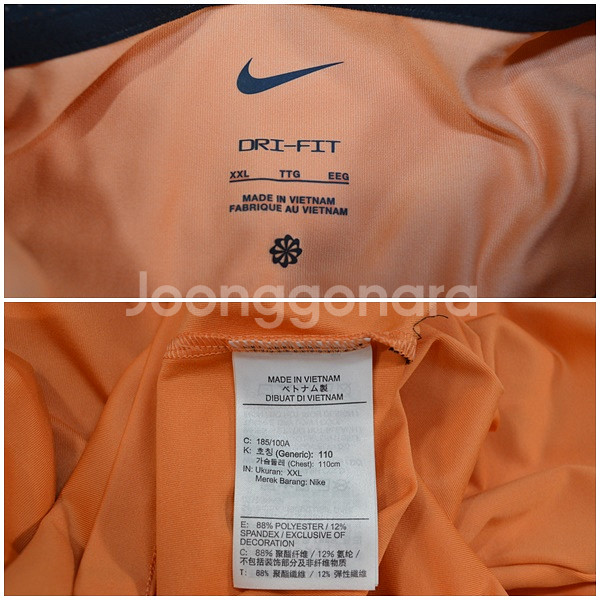 DRI-FIT
XXL TTG EEG
MADE IN VIETNAM
FABRIQUE AU VIETNAM
Joonggonara
MADE IN VIETNAM
ベトナム製
DIBUAT DI VIETNAM
C: 185/100A
K: 호칭 (Generic): 110
가슴둘레 (Chest): 110cm
IN: Ukuran: XXL
Merek Barang: Nike
E: 88% POLYESTER / 12%
SPANDEX / EXCLUSIVE OF
DECORATION
C: 88% 聚酯纤维 / 12% 氨纶 /
不包括装饰部分及非纤维物质
T: 88% 聚酯纖維 / 12% 彈性纖維